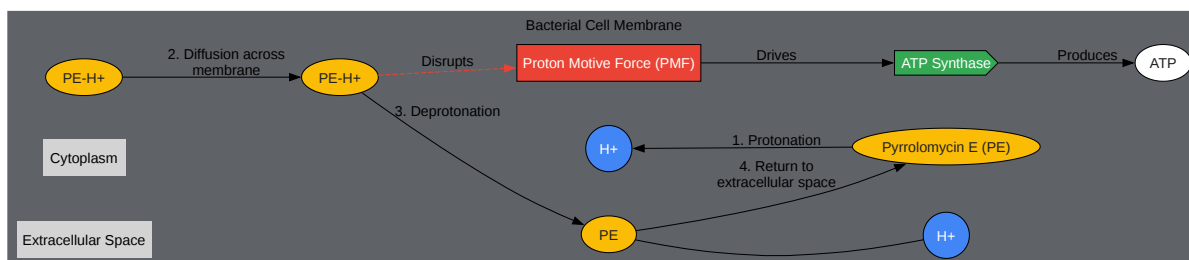 Bacterial Cell Membrane
2. Diffusion across
membrane
PE-H+
PE-H+
Disrupts
Proton Motive Force (PMF)
Drives
ATP Synthase
Produces
ATP
3. Deprotonation
Cytoplasm
H+
1. Protonation
Pyrrolomycin E (PE)
4. Return to
extracellular space
Extracellular Space
PE
H+